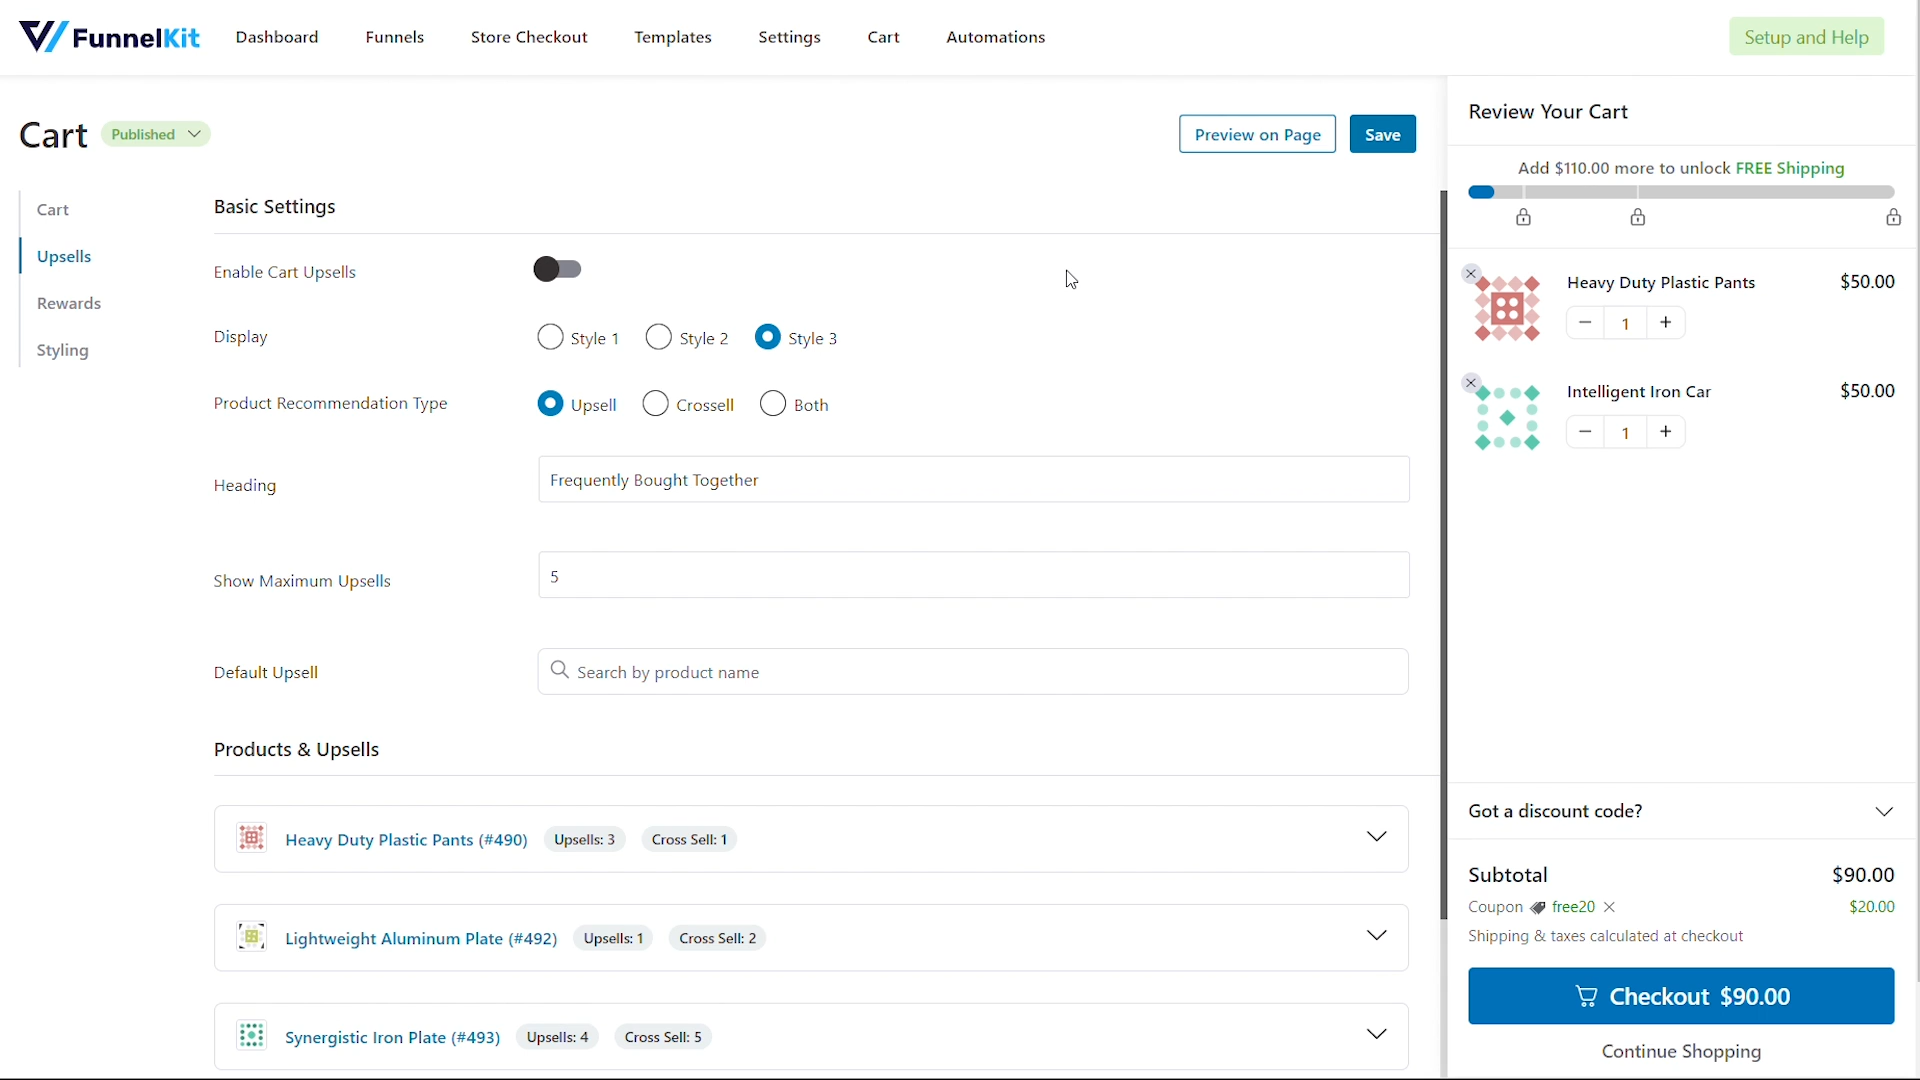 FunnelKit
Dashboard
Funnels
Store Checkout
Templates
Settings
Cart
Automations
Setup and Help
Cart
Published
Preview on Page
Save
Cart
Upsells
Rewards
Styling
Basic Settings
Enable Cart Upsells
Display
Style 1
Style 2
Style 3
Product Recommendation Type
Upsell
Crossell
Both
Heading
Frequently Bought Together
Show Maximum Upsells
5
Default Upsell
Search by product name
Products & Upsells
Heavy Duty Plastic Pants (#490)
Upsells: 3
Cross Sell: 1
Lightweight Aluminum Plate (#492)
Upsells: 1
Cross Sell: 2
Synergistic Iron Plate (#493)
Upsells: 4
Cross Sell: 5
Review Your Cart
Add $110.00 more to unlock FREE Shipping
Heavy Duty Plastic Pants
$50.00
1
Intelligent Iron Car
$50.00
1
Got a discount code?
Subtotal
$90.00
Coupon free20
$20.00
Shipping & taxes calculated at checkout
Checkout $90.00
Continue Shopping